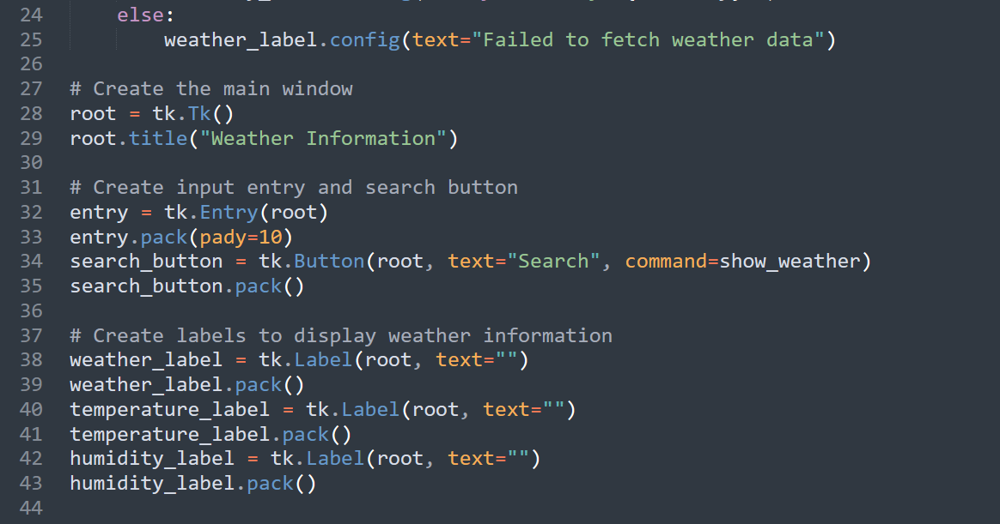 24 else:
25 weather_label.config(text="Failed to fetch weather data")
26
27 # Create the main window
28 root = tk.Tk()
29 root.title("Weather Information")
30
31 # Create input entry and search button
32 entry = tk.Entry(root)
33 entry.pack(pady=10)
34 search_button = tk.Button(root, text="Search", command=show_weather)
35 search_button.pack()
36
37 # Create labels to display weather information
38 weather_label = tk.Label(root, text="")
39 weather_label.pack()
40 temperature_label = tk.Label(root, text="")
41 temperature_label.pack()
42 humidity_label = tk.Label(root, text="")
43 humidity_label.pack()
44